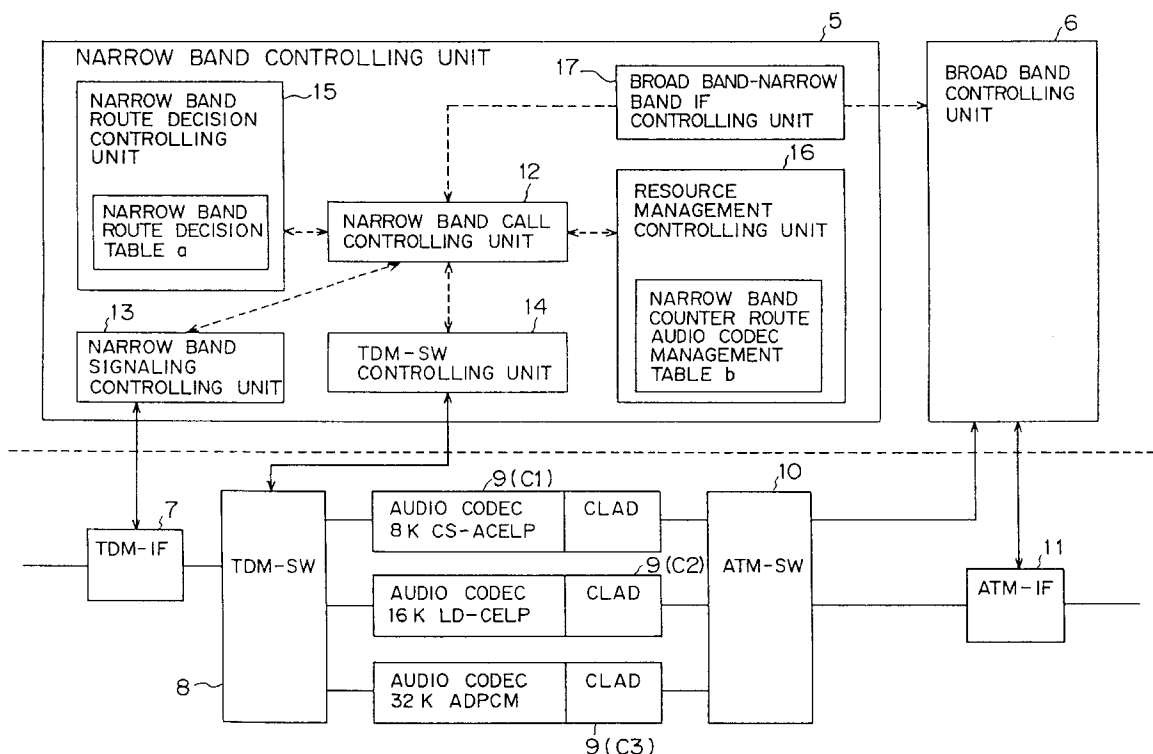 5
6
NARROW BAND CONTROLLING UNIT
17
BROAD BAND-NARROW
BAND IF
CONTROLLING UNIT
BROAD BAND
CONTROLLING
UNIT
15
NARROW BAND
ROUTE DECISION
CONTROLLING
UNIT
NARROW BAND
ROUTE DECISION
TABLE a
12
NARROW BAND CALL
CONTROLLING UNIT
16
RESOURCE
MANAGEMENT
CONTROLLING UNIT
NARROW BAND
COUNTER ROUTE
AUDIO CODEC
MANAGEMENT
TABLE b
13
NARROW BAND
SIGNALING
CONTROLLING UNIT
14
TDM-SW
CONTROLLING UNIT
7
TDM-IF
TDM-SW
8
9(C1)
AUDIO CODEC
8K CS-ACELP
CLAD
9(C2)
AUDIO CODEC
16K LD-CELP
CLAD
AUDIO CODEC
32K ADPCM
CLAD
9(C3)
10
ATM-SW
11
ATM-IF